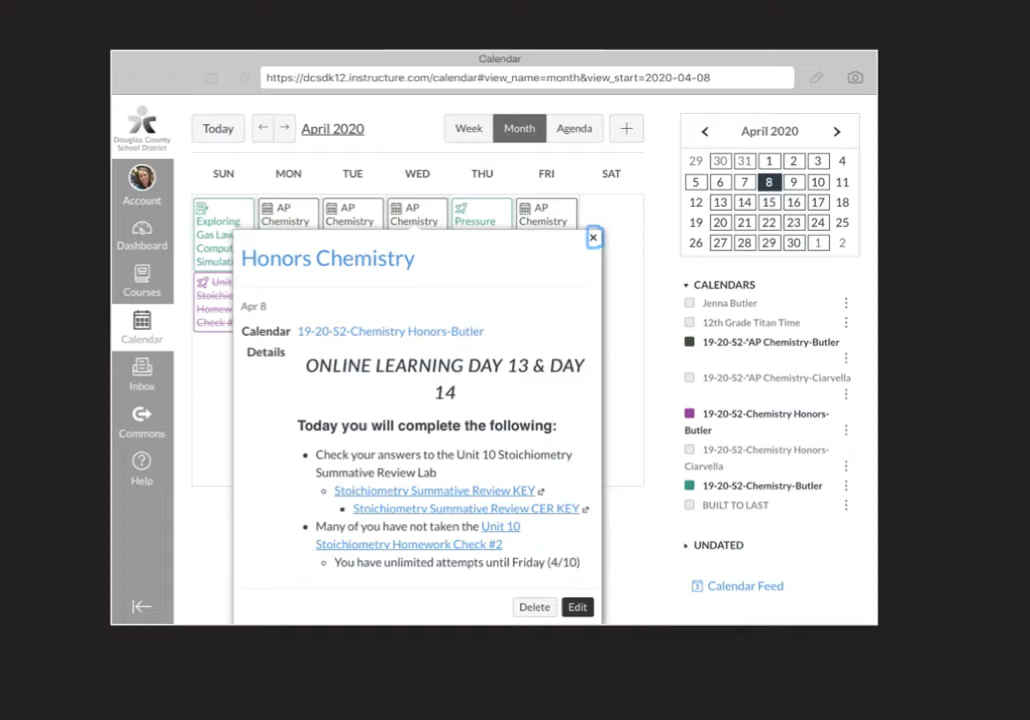 Calendar
https://dcsdk12.instructure.com/calendar#view_name=month&view_start=2020-04-08
Douglas County
School District
Account
Dashboard
Courses
Calendar
Inbox
Commons
Help
Today
← → April 2020
Week Month Agenda +
SUN MON TUE WED THU FRI SAT
Exploring
Gas Law
Comput
Simulati
Unit
Stoichio
Homew
Check #
AP
Chemistry
AP
Chemistry
AP
Chemistry
Pressure
AP
Chemistry
Honors Chemistry
×
Apr 8
Calendar 19-20-S2-Chemistry Honors-Butler
Details
ONLINE LEARNING DAY 13 & DAY
14
Today you will complete the following:
• Check your answers to the Unit 10 Stoichiometry
Summative Review Lab
Stoichiometry Summative Review KEY
Stoichiometry Summative Review CER KEY
• Many of you have not taken the Unit 10
Stoichiometry Homework Check #2
You have unlimited attempts until Friday (4/10)
Delete Edit
April 2020
29 30 31 1 2 3 4
5 6 7 8 9 10 11
12 13 14 15 16 17 18
19 20 21 22 23 24 25
26 27 28 29 30 1 2
CALENDARS
Jenna Butler
12th Grade Titan Time
19-20-S2-*AP Chemistry-Butler
19-20-S2-*AP Chemistry-Ciarvella
19-20-S2-Chemistry Honors-
Butler
19-20-S2-Chemistry Honors-
Ciarvella
19-20-S2-Chemistry-Butler
BUILT TO LAST
UNDATED
Calendar Feed